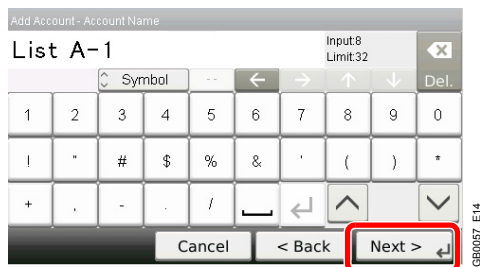 Add Account - Account Name
List A-1
Input:8
Limit:32
Symbol -- ← → ↑ ↓ Del.
1 2 3 4 5 6 7 8 9 0
! " # $ % & ' ( ) *
+ , - . /
Cancel < Back Next >
GB0057_E14